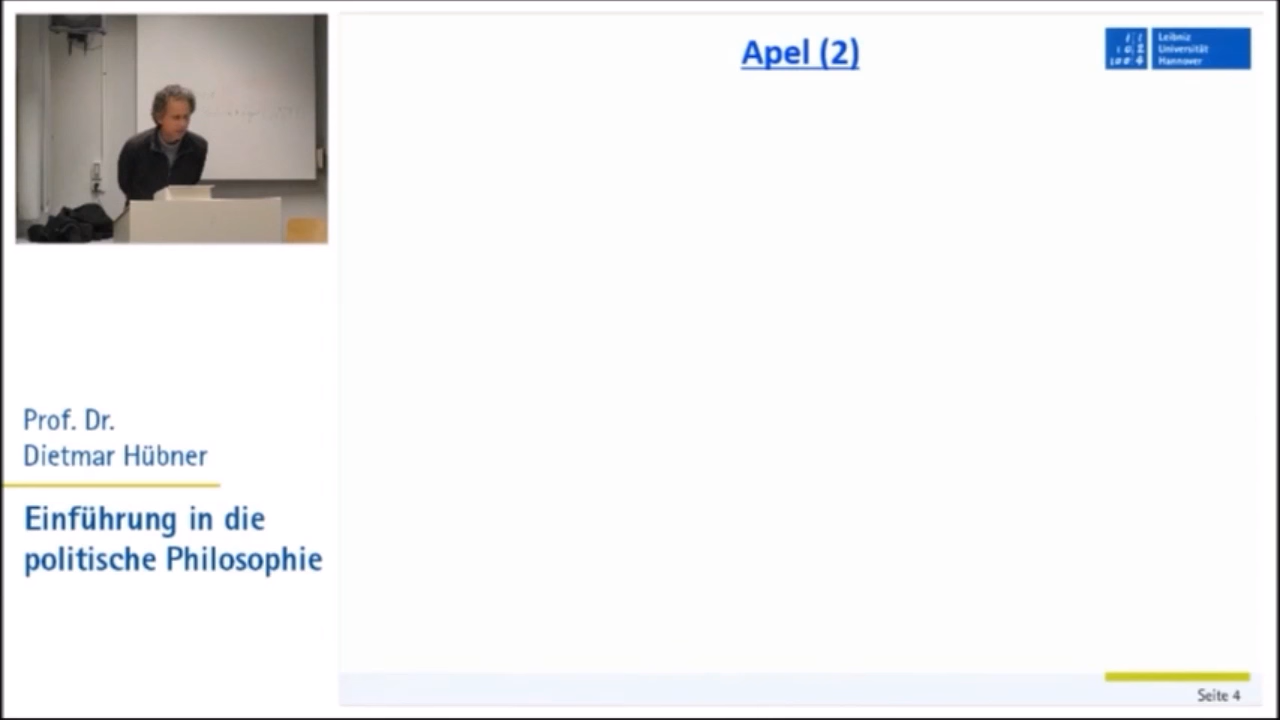 Apel (2)
Leibniz
Universität
Hannover
Prof. Dr.
Dietmar Hübner
Einführung in die
politische Philosophie
Seite 4